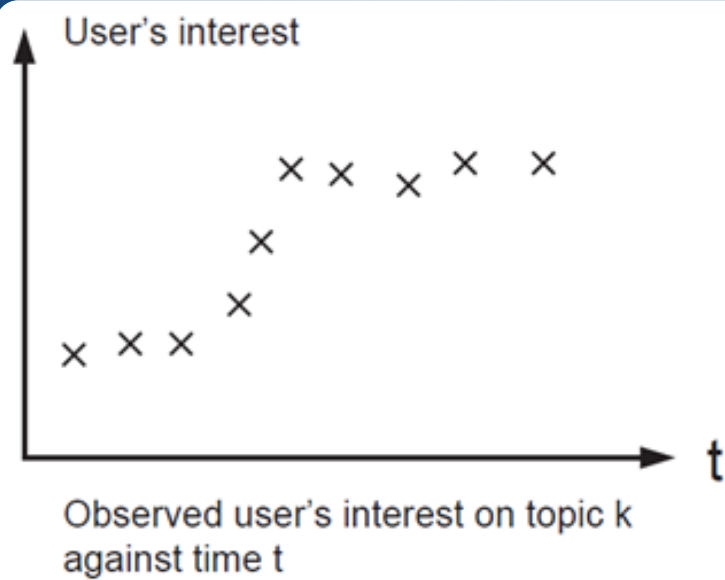 User's interest
t
Observed user's interest on topic k
against time t